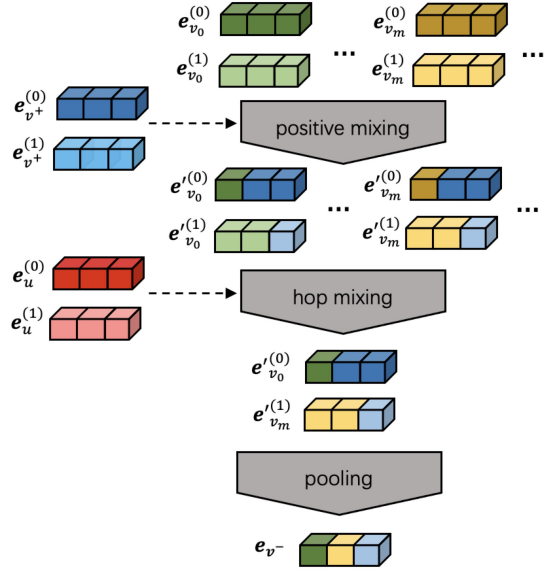 e_{v_0}^{(0)} e_{v_m}^{(0)}
... ...
e_{v_0}^{(1)} e_{v_m}^{(1)}
e_{v^+}^{(0)}
positive mixing
e_{v^+}^{(1)}
e'_{v_0}^{(0)} e'_{v_m}^{(0)}
... ...
e'_{v_0}^{(1)} e'_{v_m}^{(1)}
e_u^{(0)}
hop mixing
e_u^{(1)}
e'_{v_0}^{(0)}
e'_{v_m}^{(1)}
pooling
e_{v^-}